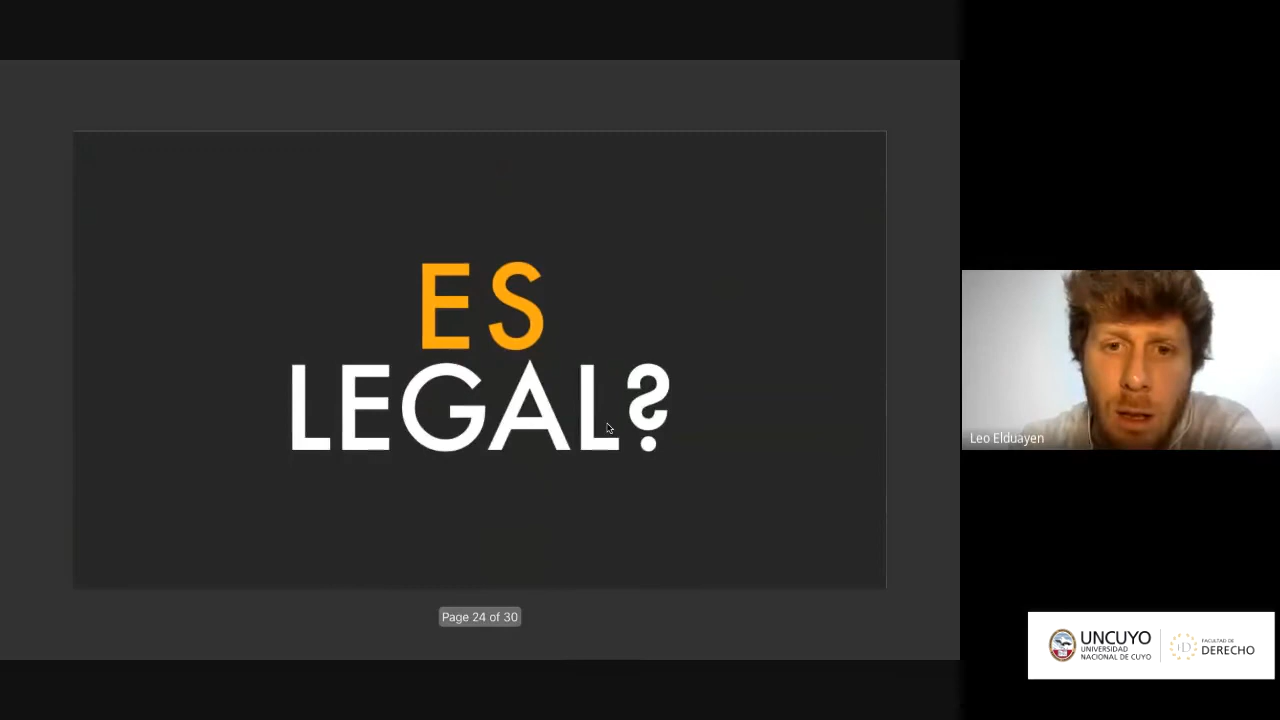 ES
LEGAL?
Page 24 of 30
Leo Elduayen
UNCUYO
UNIVERSIDAD
NACIONAL DE CUYO
FACULTAD DE
DERECHO